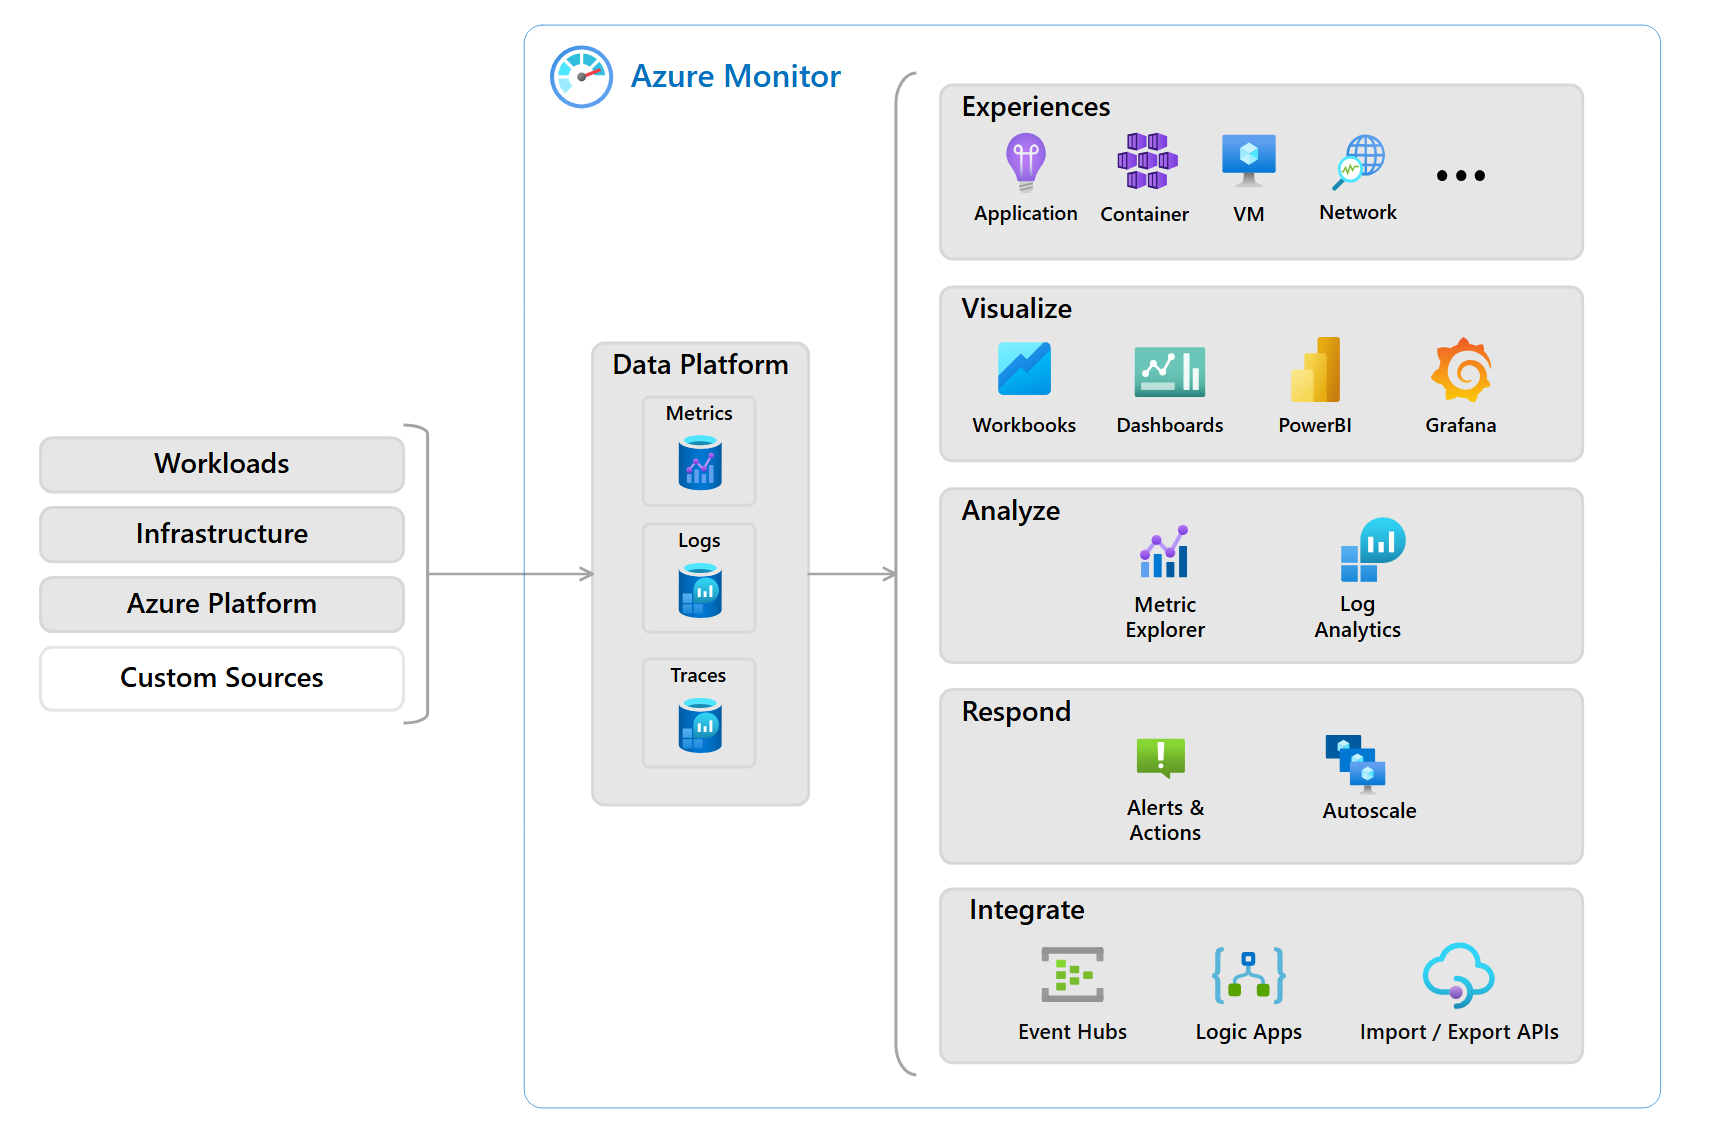 Azure Monitor
Workloads
Infrastructure
Azure Platform
Custom Sources
Data Platform
Metrics
Logs
Traces
Experiences
Application
Container
VM
Network
...
Visualize
Workbooks
Dashboards
PowerBI
Grafana
Analyze
Metric
Explorer
Log
Analytics
Respond
Alerts &
Actions
Autoscale
Integrate
Event Hubs
Logic Apps
Import / Export APIs